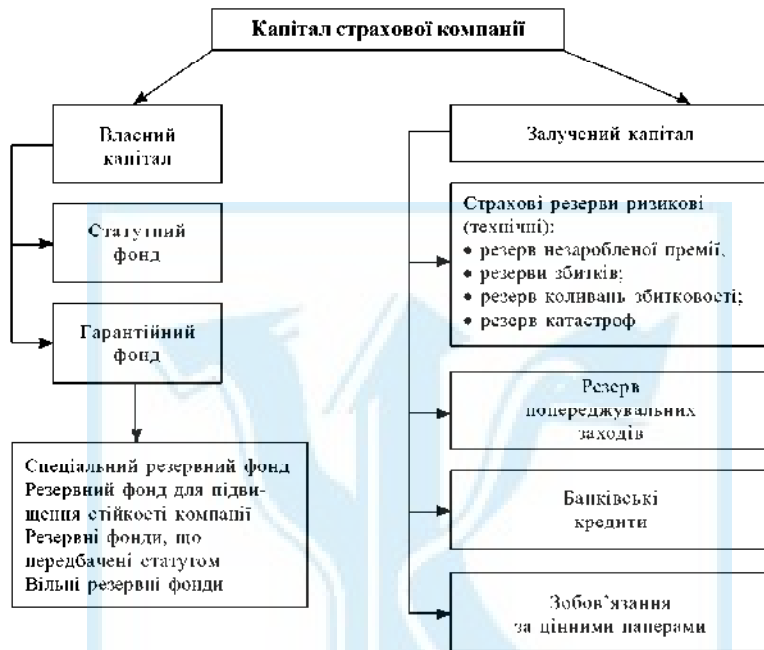 Капітал страхової компанії
Власний
капітал
Статутний
фонд
Гарантійний
фонд
Спеціальний резервний фонд
Резервний фонд для підви-
щення стійкості компанії
Резервні фонди, що
передбачені статутом
Вільні резервні фонди
Залучений капітал
Страхові резерви ризикові
(технічні):
• резерв незаробленої премії,
• резерви збитків;
• резерв коливань збитковості;
• резерв катастроф
Резерв
попереджувальних
заходів
Банківські
кредити
Зобов'язання
за цінними паперами